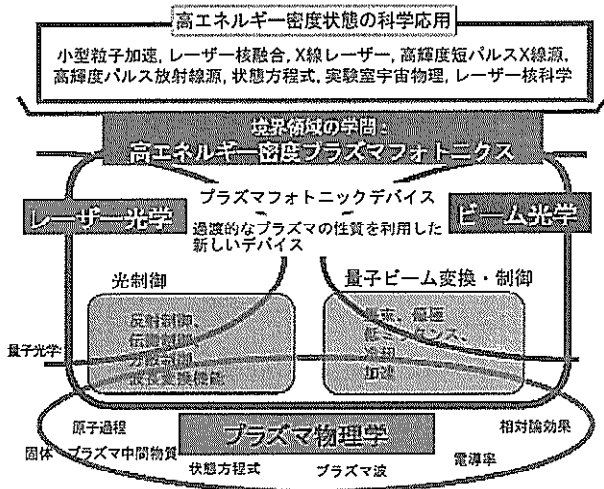 高エネルギー密度状態の科学応用
小型粒子加速, レーザー核融合, X線レーザー, 高輝度短パルスX線源,
高輝度パルス放射線源, 状態方程式, 実験室宇宙物理, レーザー核科学
境界領域の学問:
高エネルギー密度プラズマフォトニクス
プラズマフォトニックデバイス
レーザー光学
ビーム光学
過渡的なプラズマの性質を利用した
新しいデバイス
光制御
量子ビーム変換・制御
反射制御、
伝播制御
分散制御
波長変換機能
低エミッタンス、
冷却
加速
量子光学
原子過程
プラズマ物理学
相対論効果
固体 プラズマ中間物質
状態方程式
プラズマ波
電導率